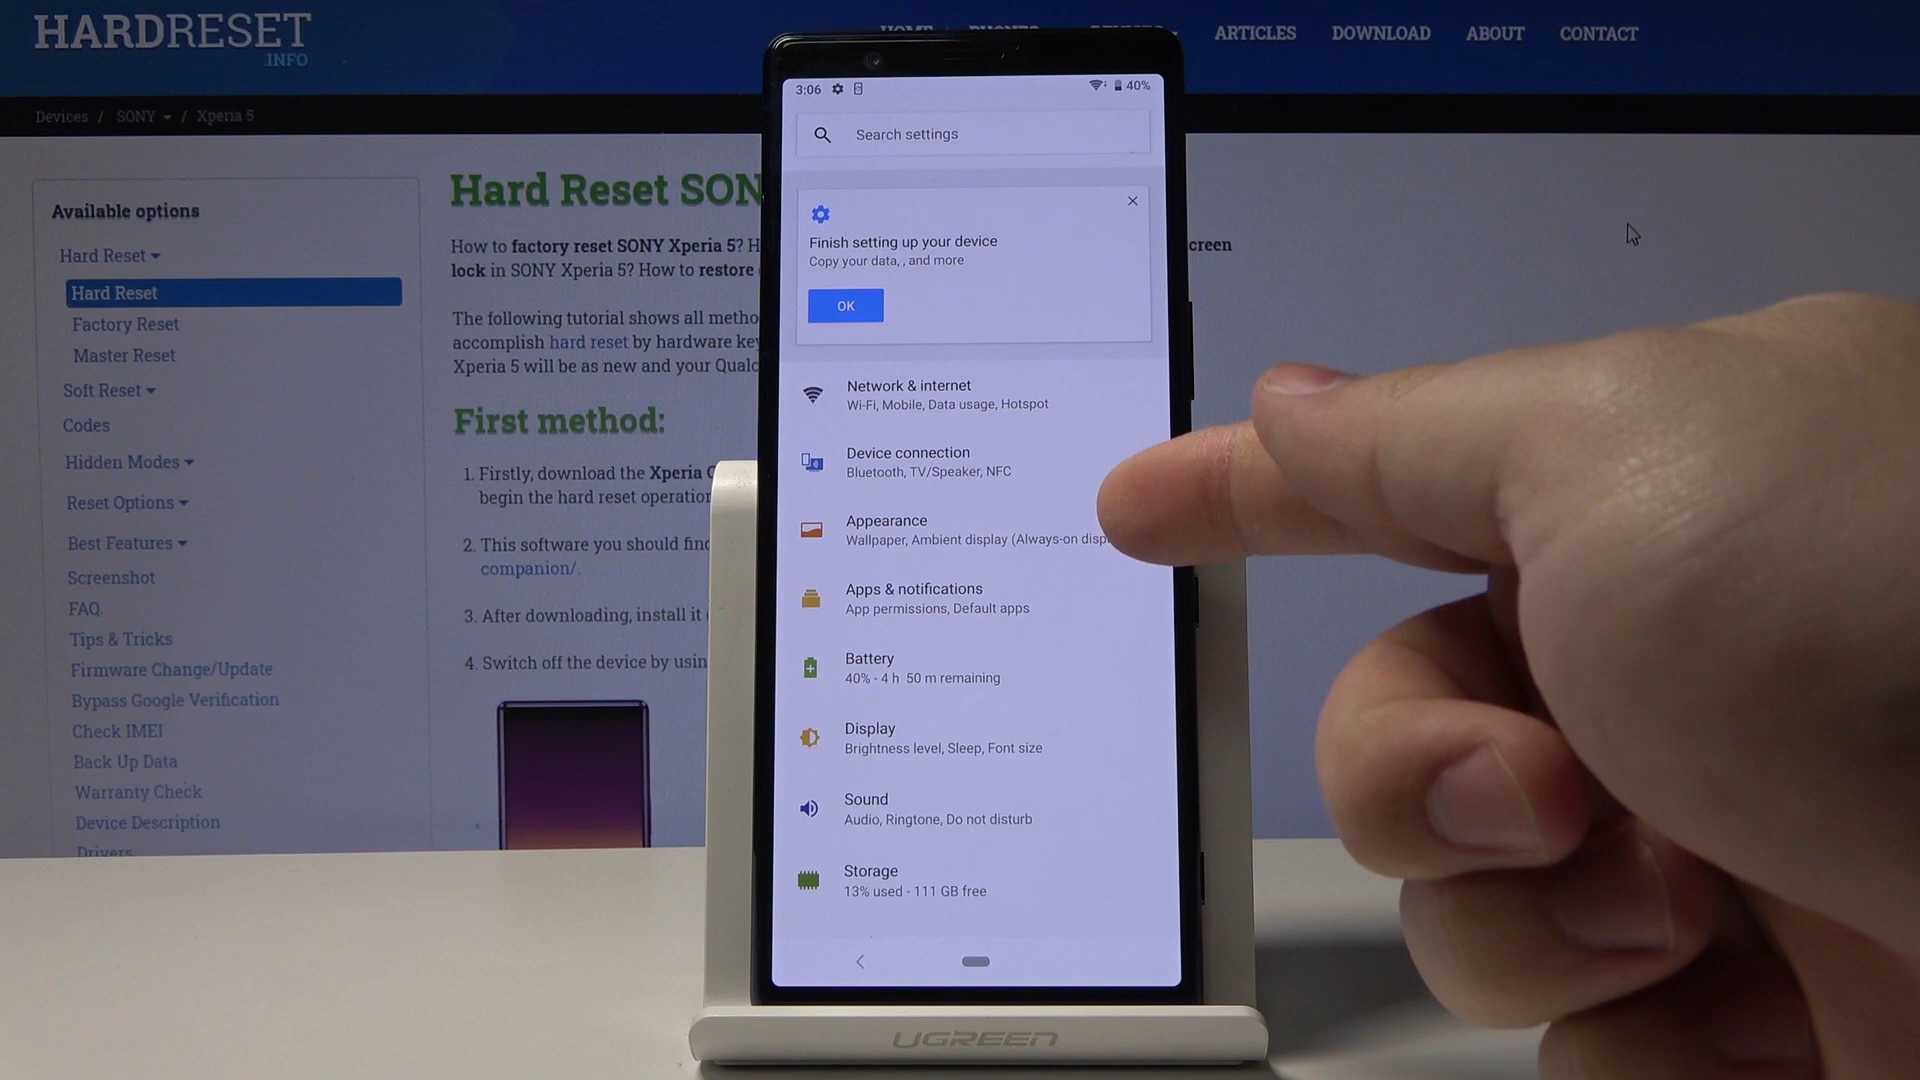 HARDRESET
.INFO
ARTICLES DOWNLOAD ABOUT CONTACT
Devices / SONY / Xperia 5
Available options
Hard Reset
Hard Reset
Factory Reset
Master Reset
Soft Reset
Codes
Hidden Modes
Reset Options
Best Features
Screenshot
FAQ
Tips & Tricks
Firmware Change/Update
Bypass Google Verification
Check IMEI
Back Up Data
Warranty Check
Device Description
Drivers
Hard Reset SON
How to factory reset SONY Xperia 5? H
creen
lock in SONY Xperia 5? How to restore
The following tutorial shows all metho
accomplish hard reset by hardware key
Xperia 5 will be as new and your Qualc
First method:
1. Firstly, download the Xperia C
begin the hard reset operation
2. This software you should find
companion/.
3. After downloading, install it
4. Switch off the device by usin
3:06 40%
Search settings
Finish setting up your device
Copy your data, , and more
OK
Network & internet
Wi-Fi, Mobile, Data usage, Hotspot
Device connection
Bluetooth, TV/Speaker, NFC
Appearance
Wallpaper, Ambient display (Always-on disp
Apps & notifications
App permissions, Default apps
Battery
40% - 4 h 50 m remaining
Display
Brightness level, Sleep, Font size
Sound
Audio, Ringtone, Do not disturb
Storage
13% used - 111 GB free
UGREEN